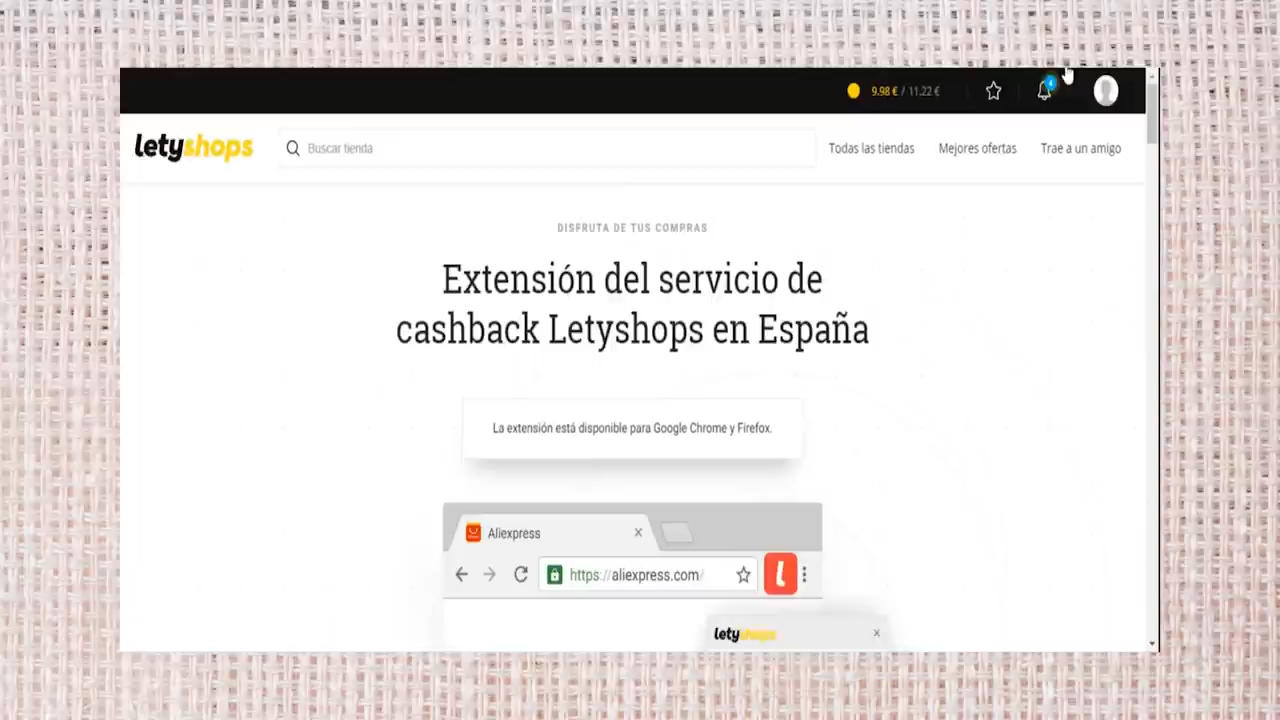 9.98 € / 11.22 €
4
letyshops
Buscar tienda
Todas las tiendas
Mejores ofertas
Trae a un amigo
DISFRUTA DE TUS COMPRAS
Extensión del servicio de
cashback Letyshops en España
La extensión está disponible para Google Chrome y Firefox.
Aliexpress
https://aliexpress.com/
letyshops